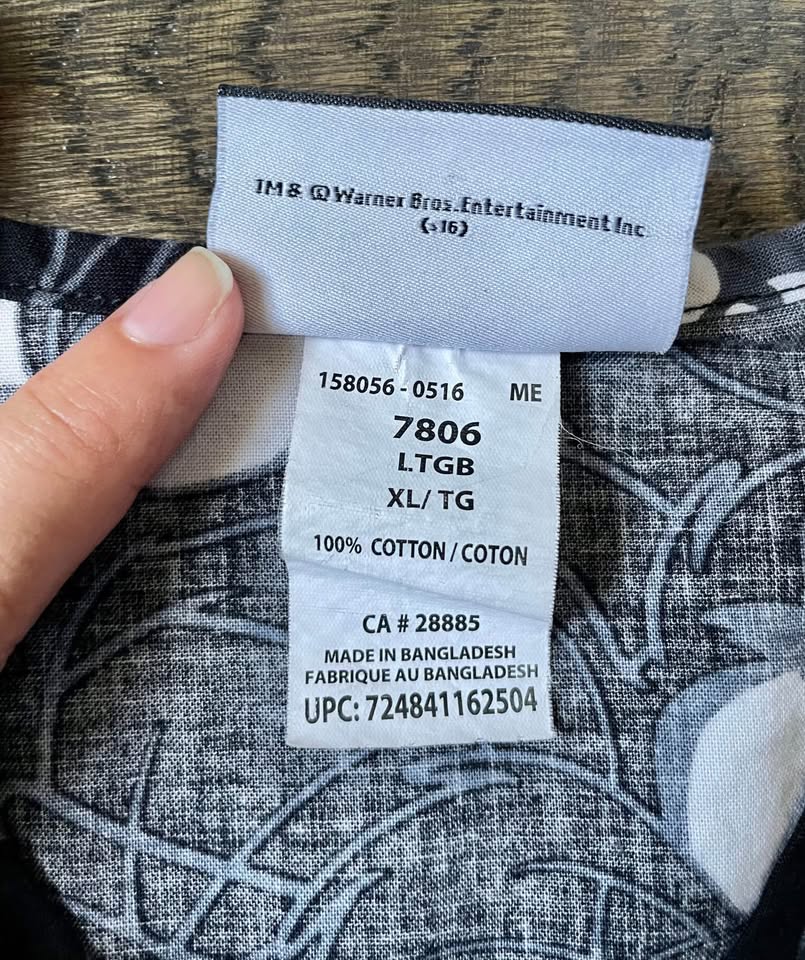 TM & © Warner Bros. Entertainment Inc.
(s16)
158056 - 0516 ME
7806
LTGB
XL/ TG
100% COTTON / COTON
CA # 28885
MADE IN BANGLADESH
FABRIQUE AU BANGLADESH
UPC: 724841162504